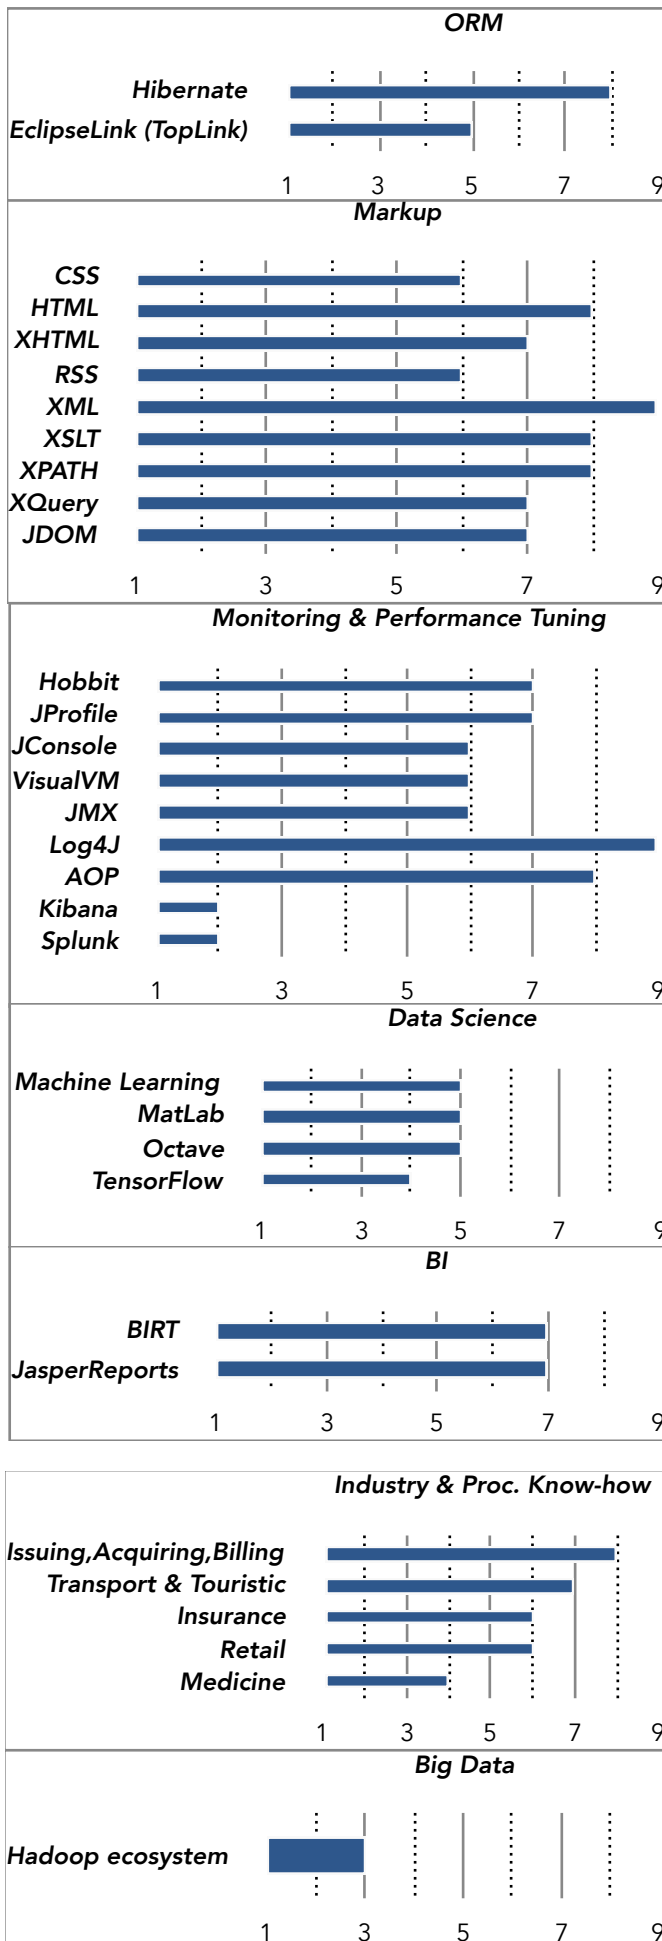 ORM
Hibernate
EclipseLink (TopLink)
1 3 5 7 9
Markup
CSS
HTML
XHTML
RSS
XML
XSLT
XPATH
XQuery
JDOM
1 3 5 7 9
Monitoring & Performance Tuning
Hobbit
JProfile
JConsole
VisualVM
JMX
Log4J
AOP
Kibana
Splunk
1 3 5 7 9
Data Science
Machine Learning
MatLab
Octave
TensorFlow
1 3 5 7 9
BI
BIRT
JasperReports
1 3 5 7 9
Industry & Proc. Know-how
Issuing,Acquiring,Billing
Transport & Touristic
Insurance
Retail
Medicine
1 3 5 7 9
Big Data
Hadoop ecosystem
1 3 5 7 9